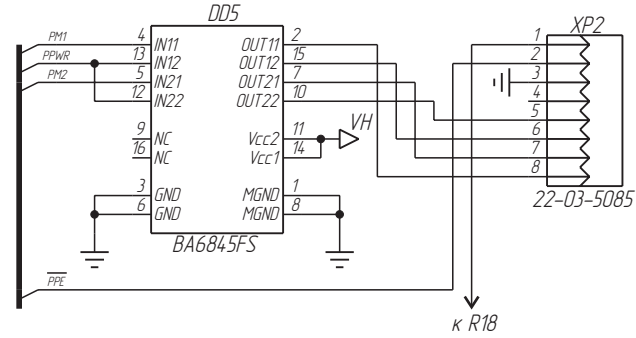 DD5
XP2
PM1 4 IN11 OUT11 2 1
PPWR 13 IN12 OUT12 15 2
PM2 5 IN21 OUT21 7 3
12 IN22 OUT22 10 4
5
9 NC Vcc2 11 VH 6
16 NC Vcc1 14 7
8
3 GND MGND 1
6 GND MGND 8
22-03-5085
BA6845FS
PPE
к R18